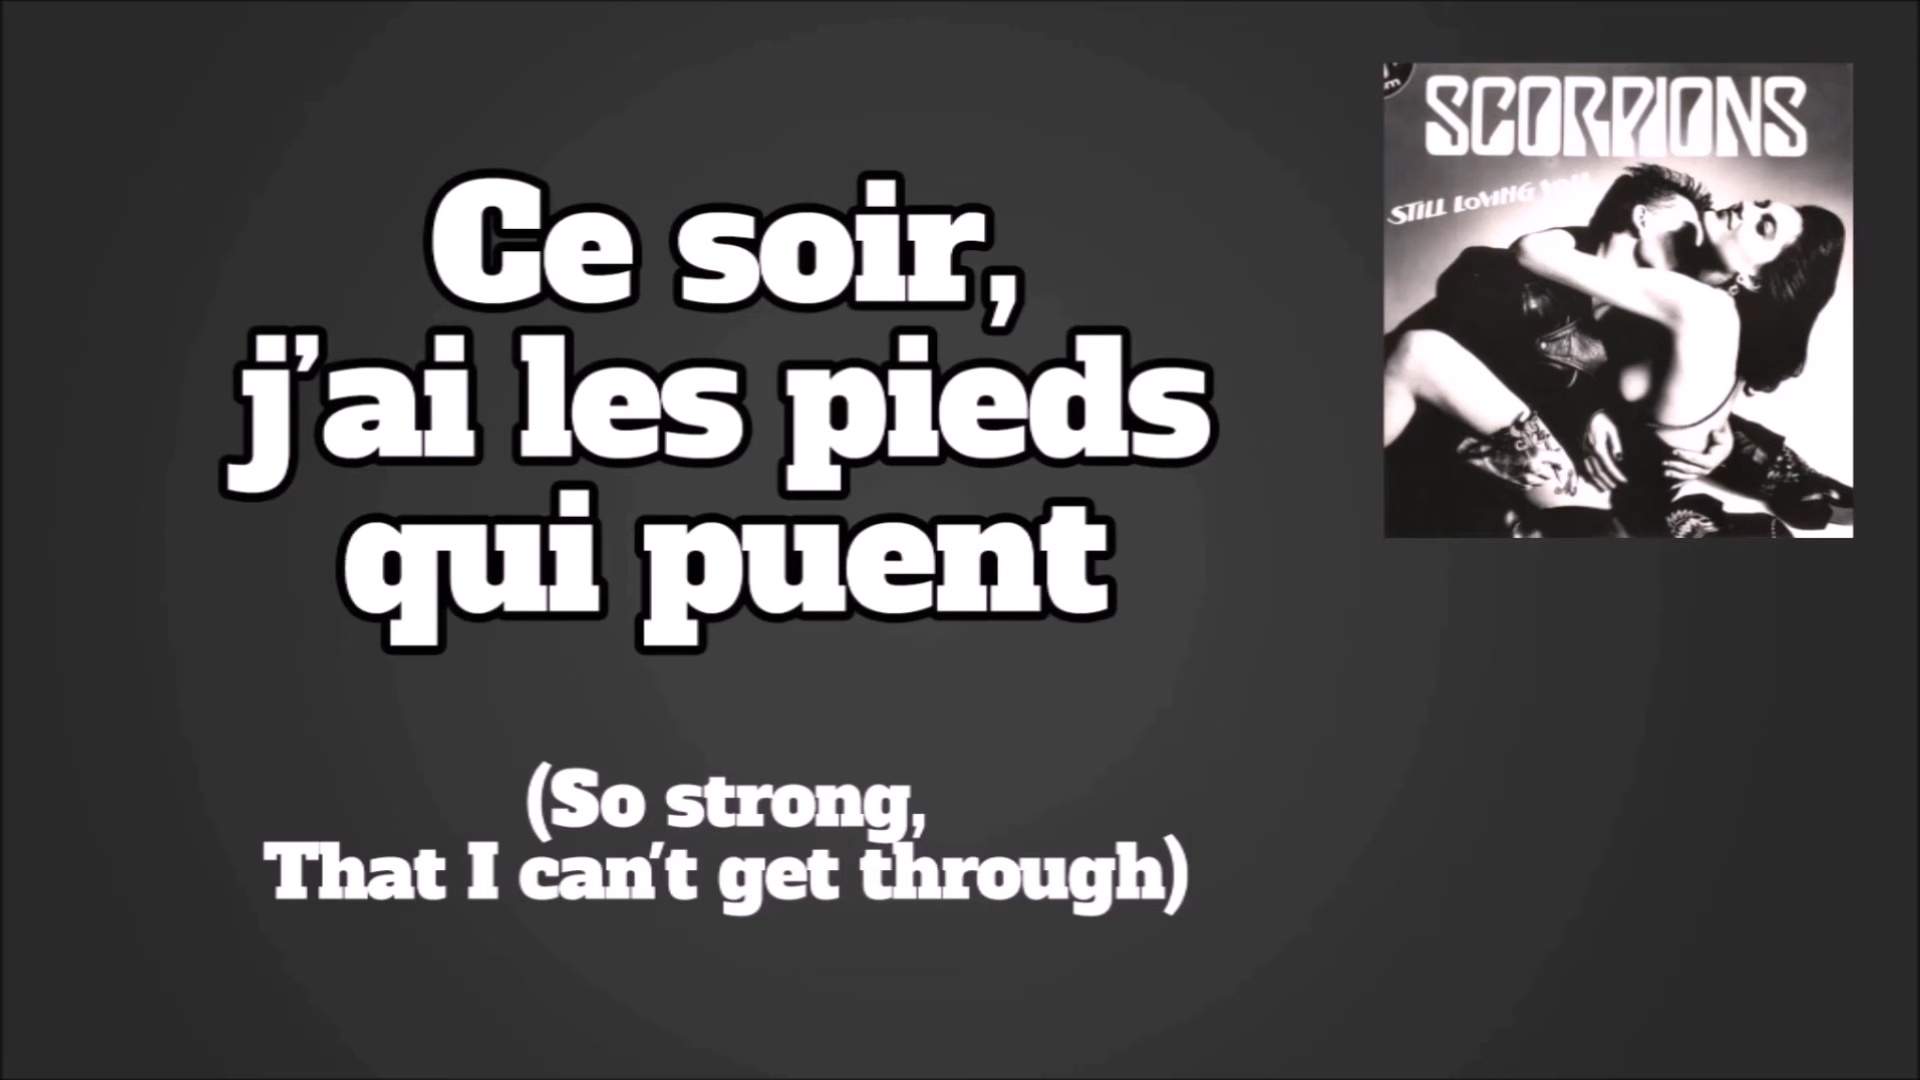 SCORPIONS
STILL LOVING YOU
Ce soir,
j'ai les pieds
qui puent
(So strong,
That I can't get through)